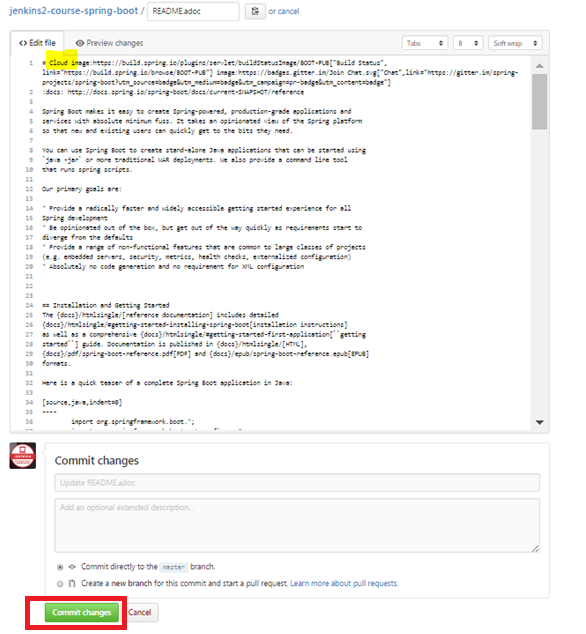 jenkins2-course-spring-boot / README.adoc or cancel
Edit file Preview changes Tabs 8 Soft wrap
1 # Cloud image:https://build.spring.io/plugins/servlet/buildStatusImage/BOOT-PUB["Build Status",
link="https://build.spring.io/browse/BOOT-PUB"] image:https://badges.gitter.im/Join Chat.svg["Chat",link="https://gitter.im/spring-
projects/spring-boot?utm_source=badge&utm_medium=badge&utm_campaign=pr-badge&utm_content=badge"]
2 :docs: http://docs.spring.io/spring-boot/docs/current-SNAPSHOT/reference
3
4 Spring Boot makes it easy to create Spring-powered, production-grade applications and
5 services with absolute minimum fuss. It takes an opinionated view of the Spring platform
6 so that new and existing users can quickly get to the bits they need.
7
8 You can use Spring Boot to create stand-alone Java applications that can be started using
9 `java -jar` or more traditional WAR deployments. We also provide a command line tool
10 that runs spring scripts.
11
12 Our primary goals are:
13
14 * Provide a radically faster and widely accessible getting started experience for all
15 Spring development
16 * Be opinionated out of the box, but get out of the way quickly as requirements start to
17 diverge from the defaults
18 * Provide a range of non-functional features that are common to large classes of projects
19 (e.g. embedded servers, security, metrics, health checks, externalized configuration)
20 * Absolutely no code generation and no requirement for XML configuration
21
22
23
24 == Installation and Getting Started
25 The {docs}/htmlsingle/[reference documentation] includes detailed
26 {docs}/htmlsingle/#getting-started-installing-spring-boot[installation instructions]
27 as well as a comprehensive {docs}/htmlsingle/#getting-started-first-application[``getting
28 started``] guide. Documentation is published in {docs}/htmlsingle/[HTML],
29 {docs}/pdf/spring-boot-reference.pdf[PDF] and {docs}/epub/spring-boot-reference.epub[EPUB]
30 formats.
31
32 Here is a quick teaser of a complete Spring Boot application in Java:
33
34 [source,java,indent=0]
35 ----
36 import org.springframework.boot.*;
Commit changes
Update README.adoc
Add an optional extended description...
Commit directly to the master branch.
Create a new branch for this commit and start a pull request. Learn more about pull requests.
Commit changes Cancel